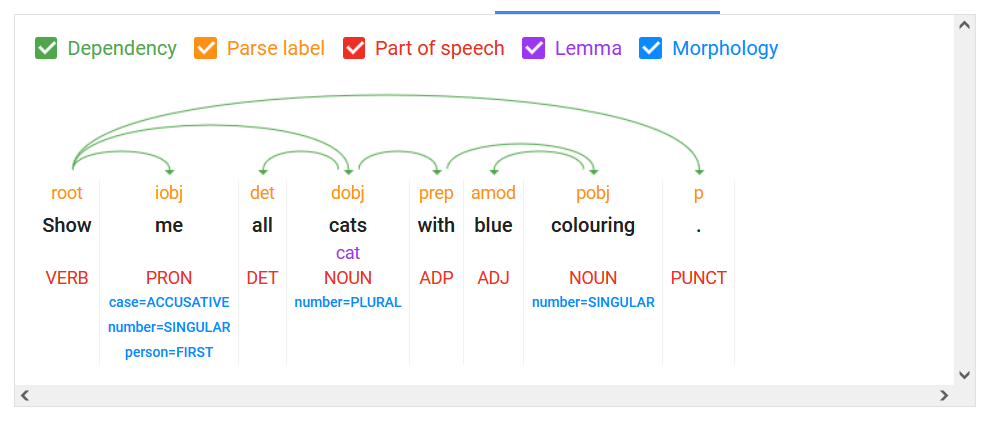 Dependency Parse label Part of speech Lemma Morphology
root iobj det dobj prep amod pobj p
Show me all cats with blue colouring .
cat
VERB PRON DET NOUN ADP ADJ NOUN PUNCT
case=ACCUSATIVE number=PLURAL number=SINGULAR
number=SINGULAR
person=FIRST